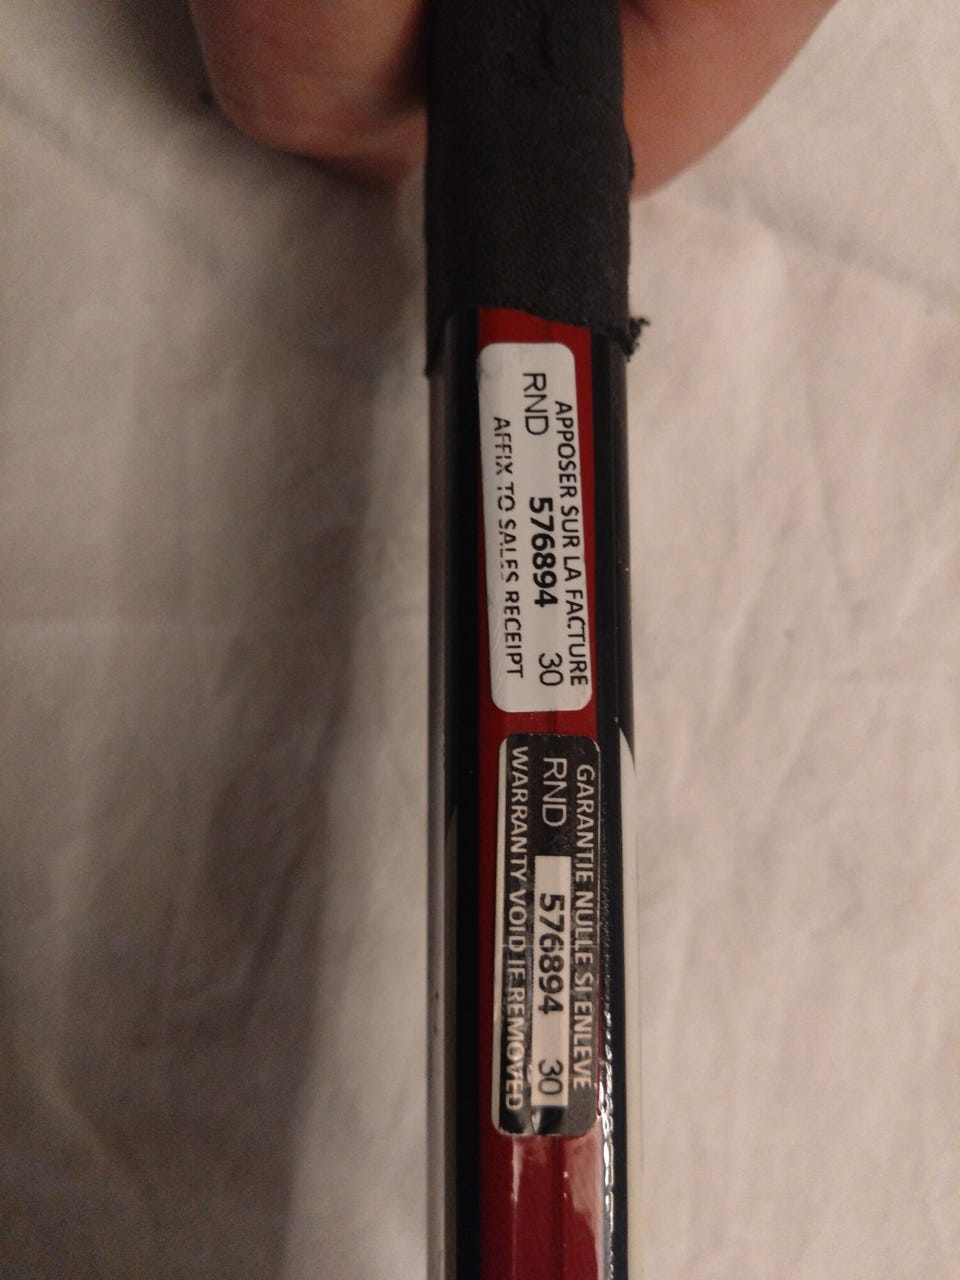 APPOSER SUR LA FACTURE
RND 576894 30
AFFIX TO SALES RECEIPT
GARANTIE NULLE SI ENLEVE
RND 576894 30
WARRANTY VOID IF REMOVED